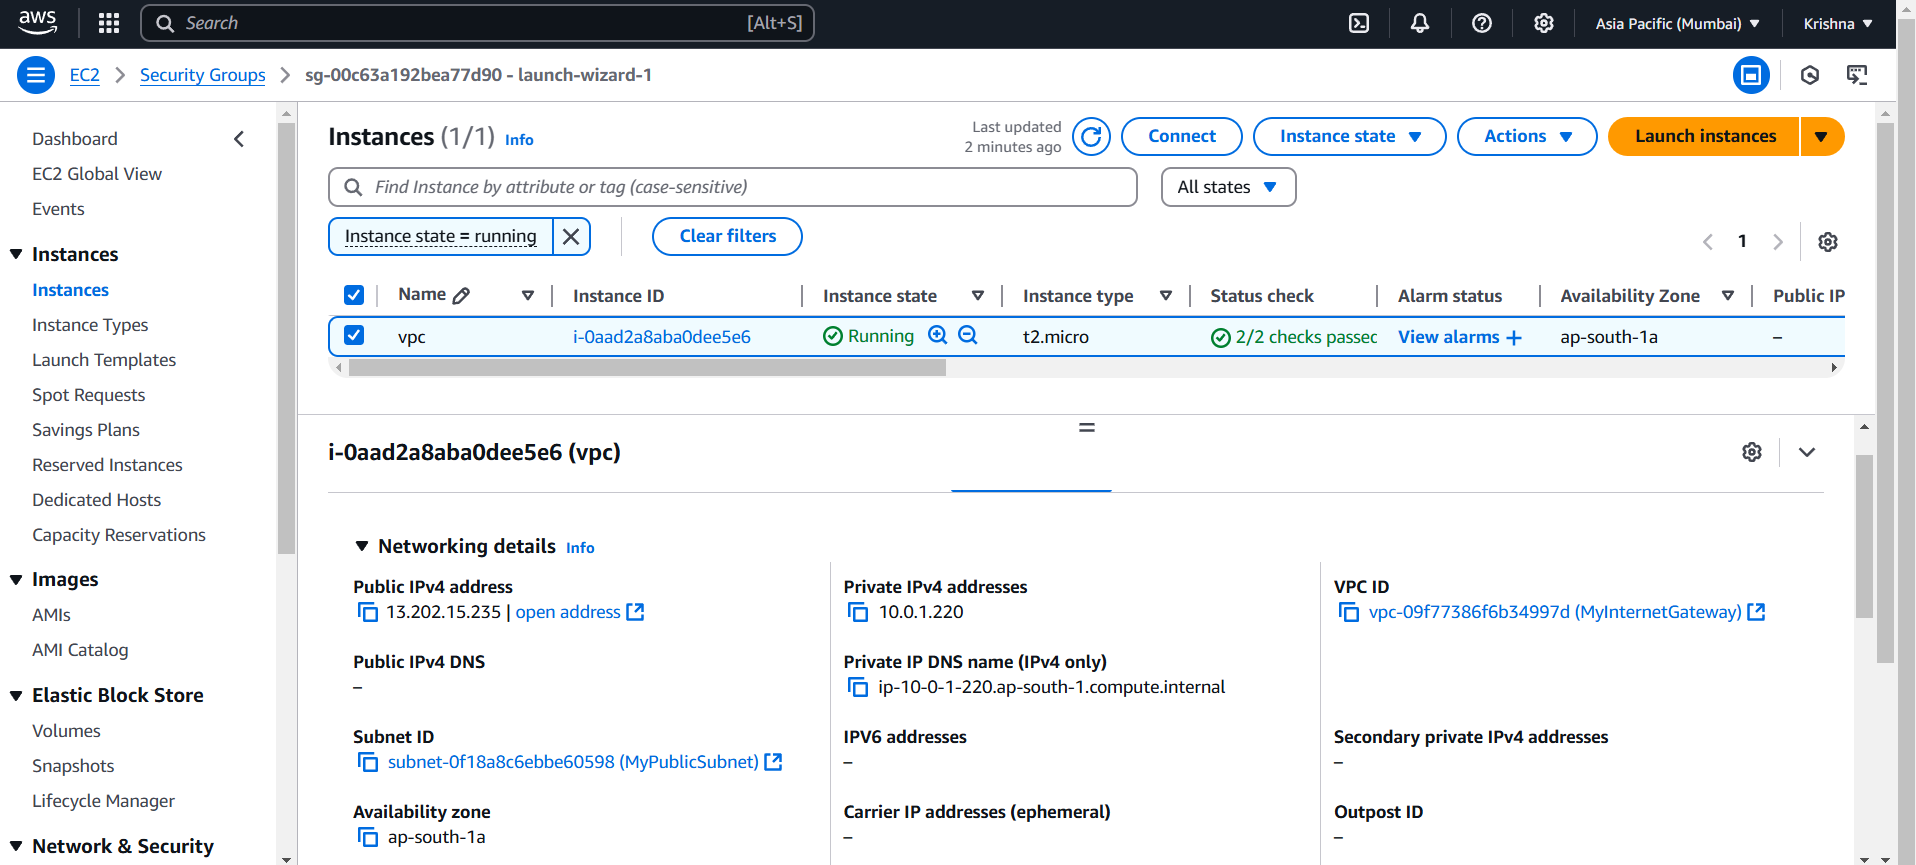 aws
Search [Alt+S]
Asia Pacific (Mumbai) Krishna
EC2 Security Groups sg-00c63a192bea77d90 - launch-wizard-1
Dashboard
EC2 Global View
Events
Instances
Instances
Instance Types
Launch Templates
Spot Requests
Savings Plans
Reserved Instances
Dedicated Hosts
Capacity Reservations
Images
AMIs
AMI Catalog
Elastic Block Store
Volumes
Snapshots
Lifecycle Manager
Network & Security
Instances (1/1) Info
Last updated
2 minutes ago
Connect Instance state Actions Launch instances
Find Instance by attribute or tag (case-sensitive) All states
Instance state = running Clear filters
1
Name Instance ID Instance state Instance type Status check Alarm status Availability Zone Public IP
vpc i-0aad2a8aba0dee5e6 Running t2.micro 2/2 checks passec View alarms + ap-south-1a –
i-0aad2a8aba0dee5e6 (vpc)
Networking details Info
Public IPv4 address
13.202.15.235 | open address
Public IPv4 DNS
–
Subnet ID
subnet-0f18a8c6ebbe60598 (MyPublicSubnet)
Availability zone
ap-south-1a
Private IPv4 addresses
10.0.1.220
Private IP DNS name (IPv4 only)
ip-10-0-1-220.ap-south-1.compute.internal
IPV6 addresses
–
Carrier IP addresses (ephemeral)
–
VPC ID
vpc-09f77386f6b34997d (MyInternetGateway)
Secondary private IPv4 addresses
–
Outpost ID
–